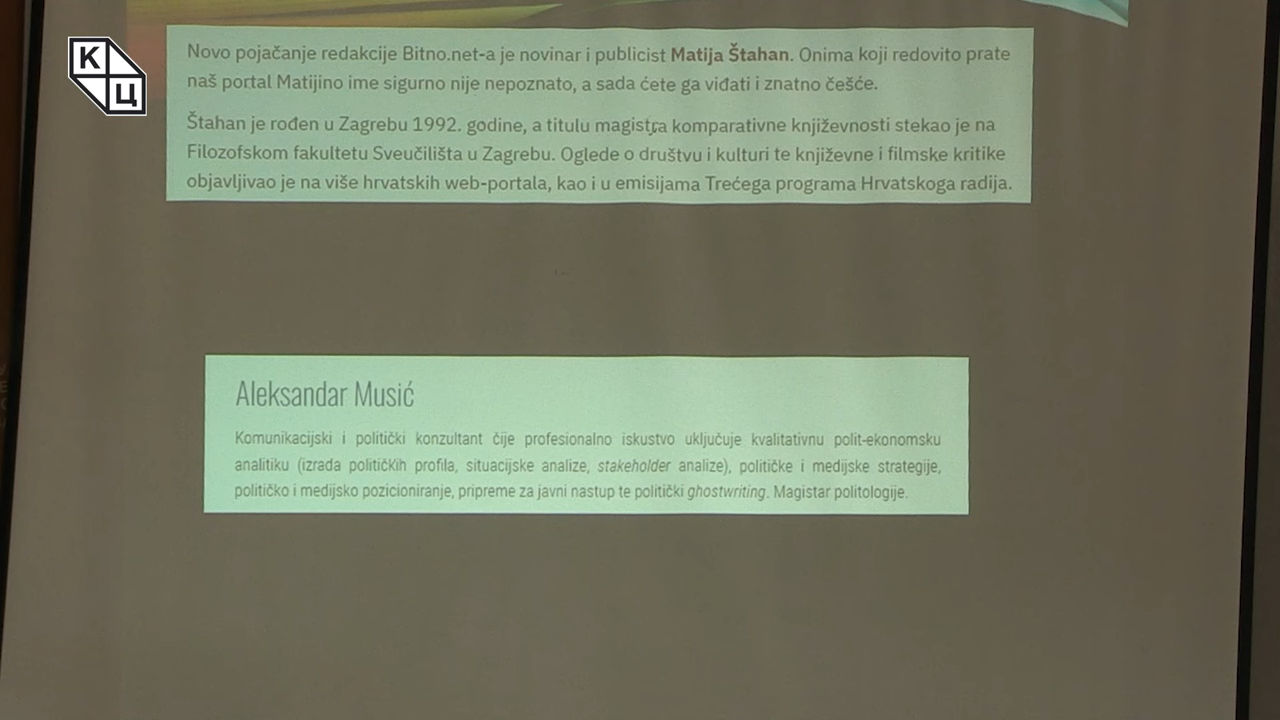 К
Ц
Novo pojačanje redakcije Bitno.net-a je novinar i publicist Matija Štahan. Onima koji redovito prate
naš portal Matijino ime sigurno nije nepoznato, a sada ćete ga viđati i znatno češće.
Štahan je rođen u Zagrebu 1992. godine, a titulu magistra komparativne književnosti stekao je na
Filozofskom fakultetu Sveučilišta u Zagrebu. Oglede o društvu i kulturi te književne i filmske kritike
objavljivao je na više hrvatskih web-portala, kao i u emisijama Trećega programa Hrvatskoga radija.
Aleksandar Musić
Komunikacijski i politički konzultant čije profesionalno iskustvo uključuje kvalitativnu polit-ekonomsku
analitiku (izrada političkih profila, situacijske analize, stakeholder analize), političke i medijske strategije,
političko i medijsko pozicioniranje, pripreme za javni nastup te politički ghostwriting. Magistar politologije.